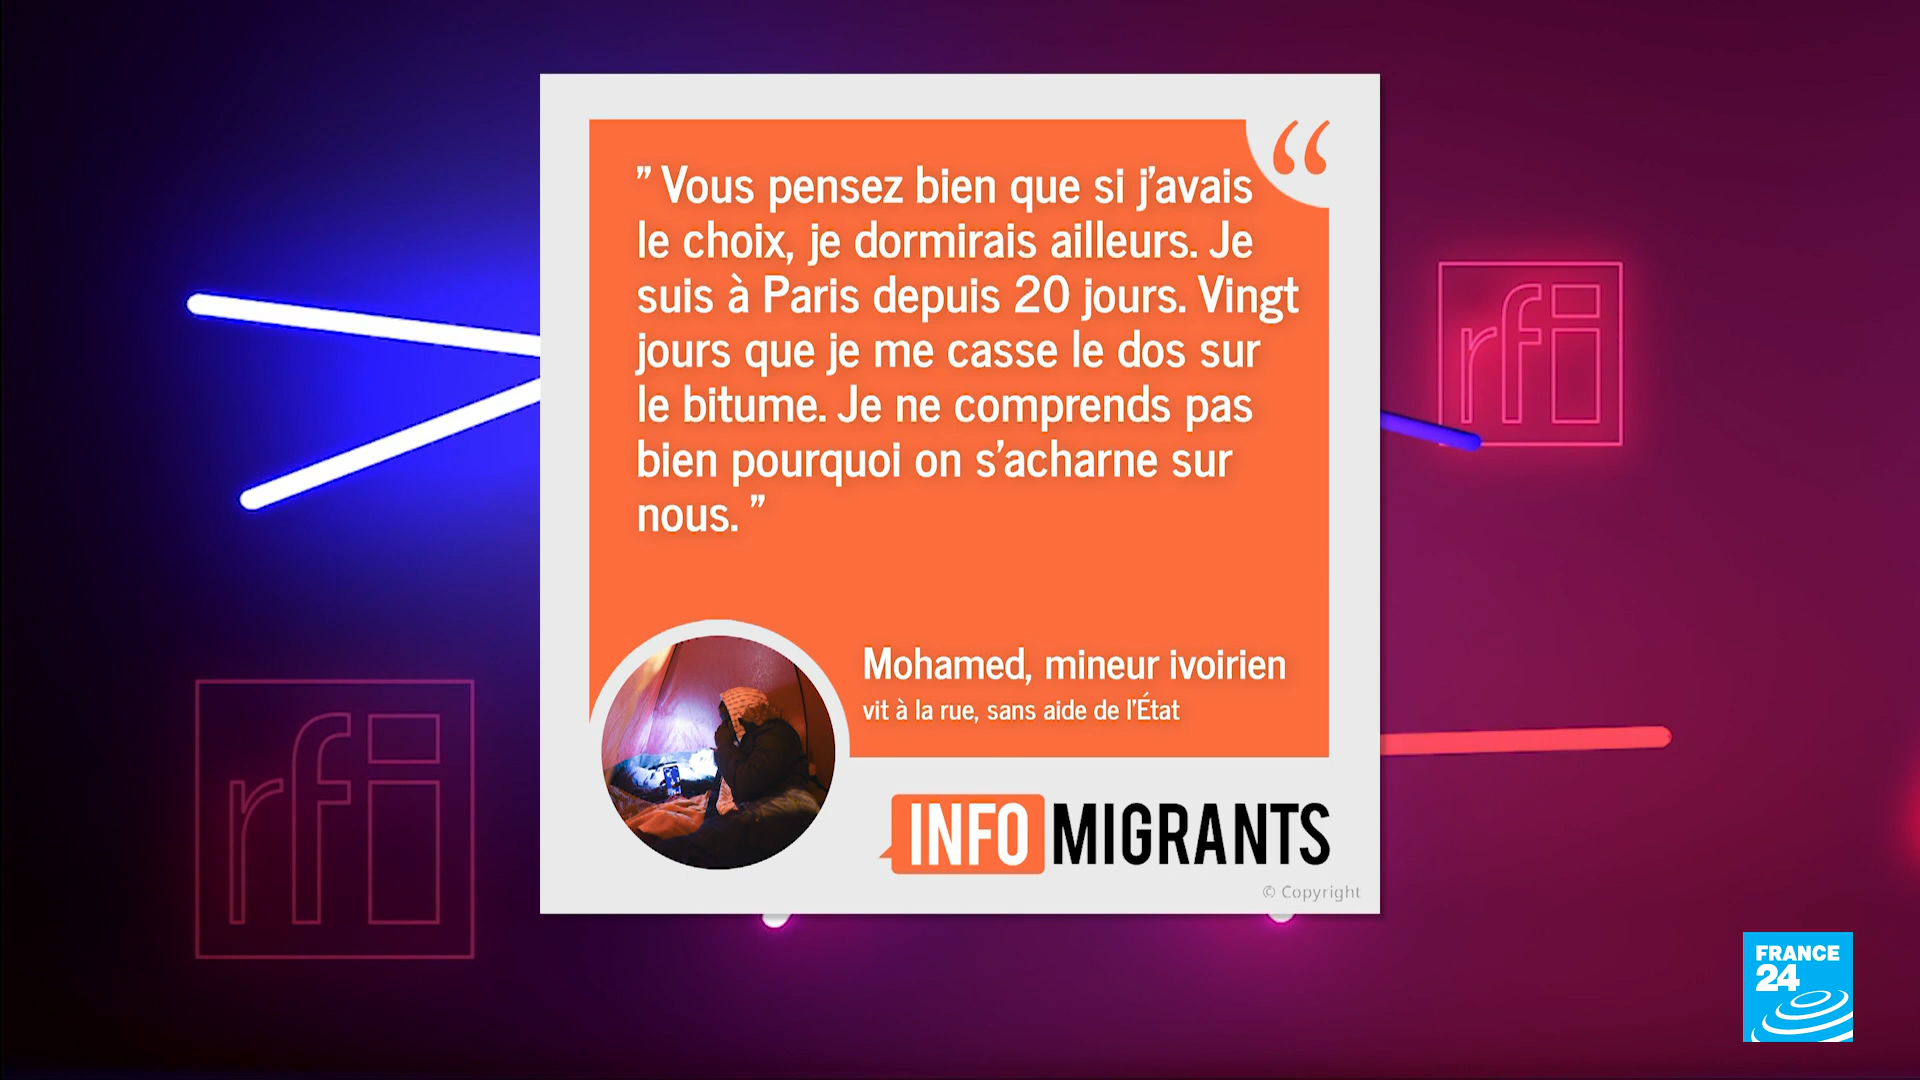 ” Vous pensez bien que si j’avais
le choix, je dormirais ailleurs. Je
suis à Paris depuis 20 jours. Vingt
jours que je me casse le dos sur
le bitume. Je ne comprends pas
bien pourquoi on s’acharne sur
nous. ”
Mohamed, mineur ivoirien
vit à la rue, sans aide de l’État
INFO MIGRANTS
© Copyright
rfi
rfi
FRANCE
24